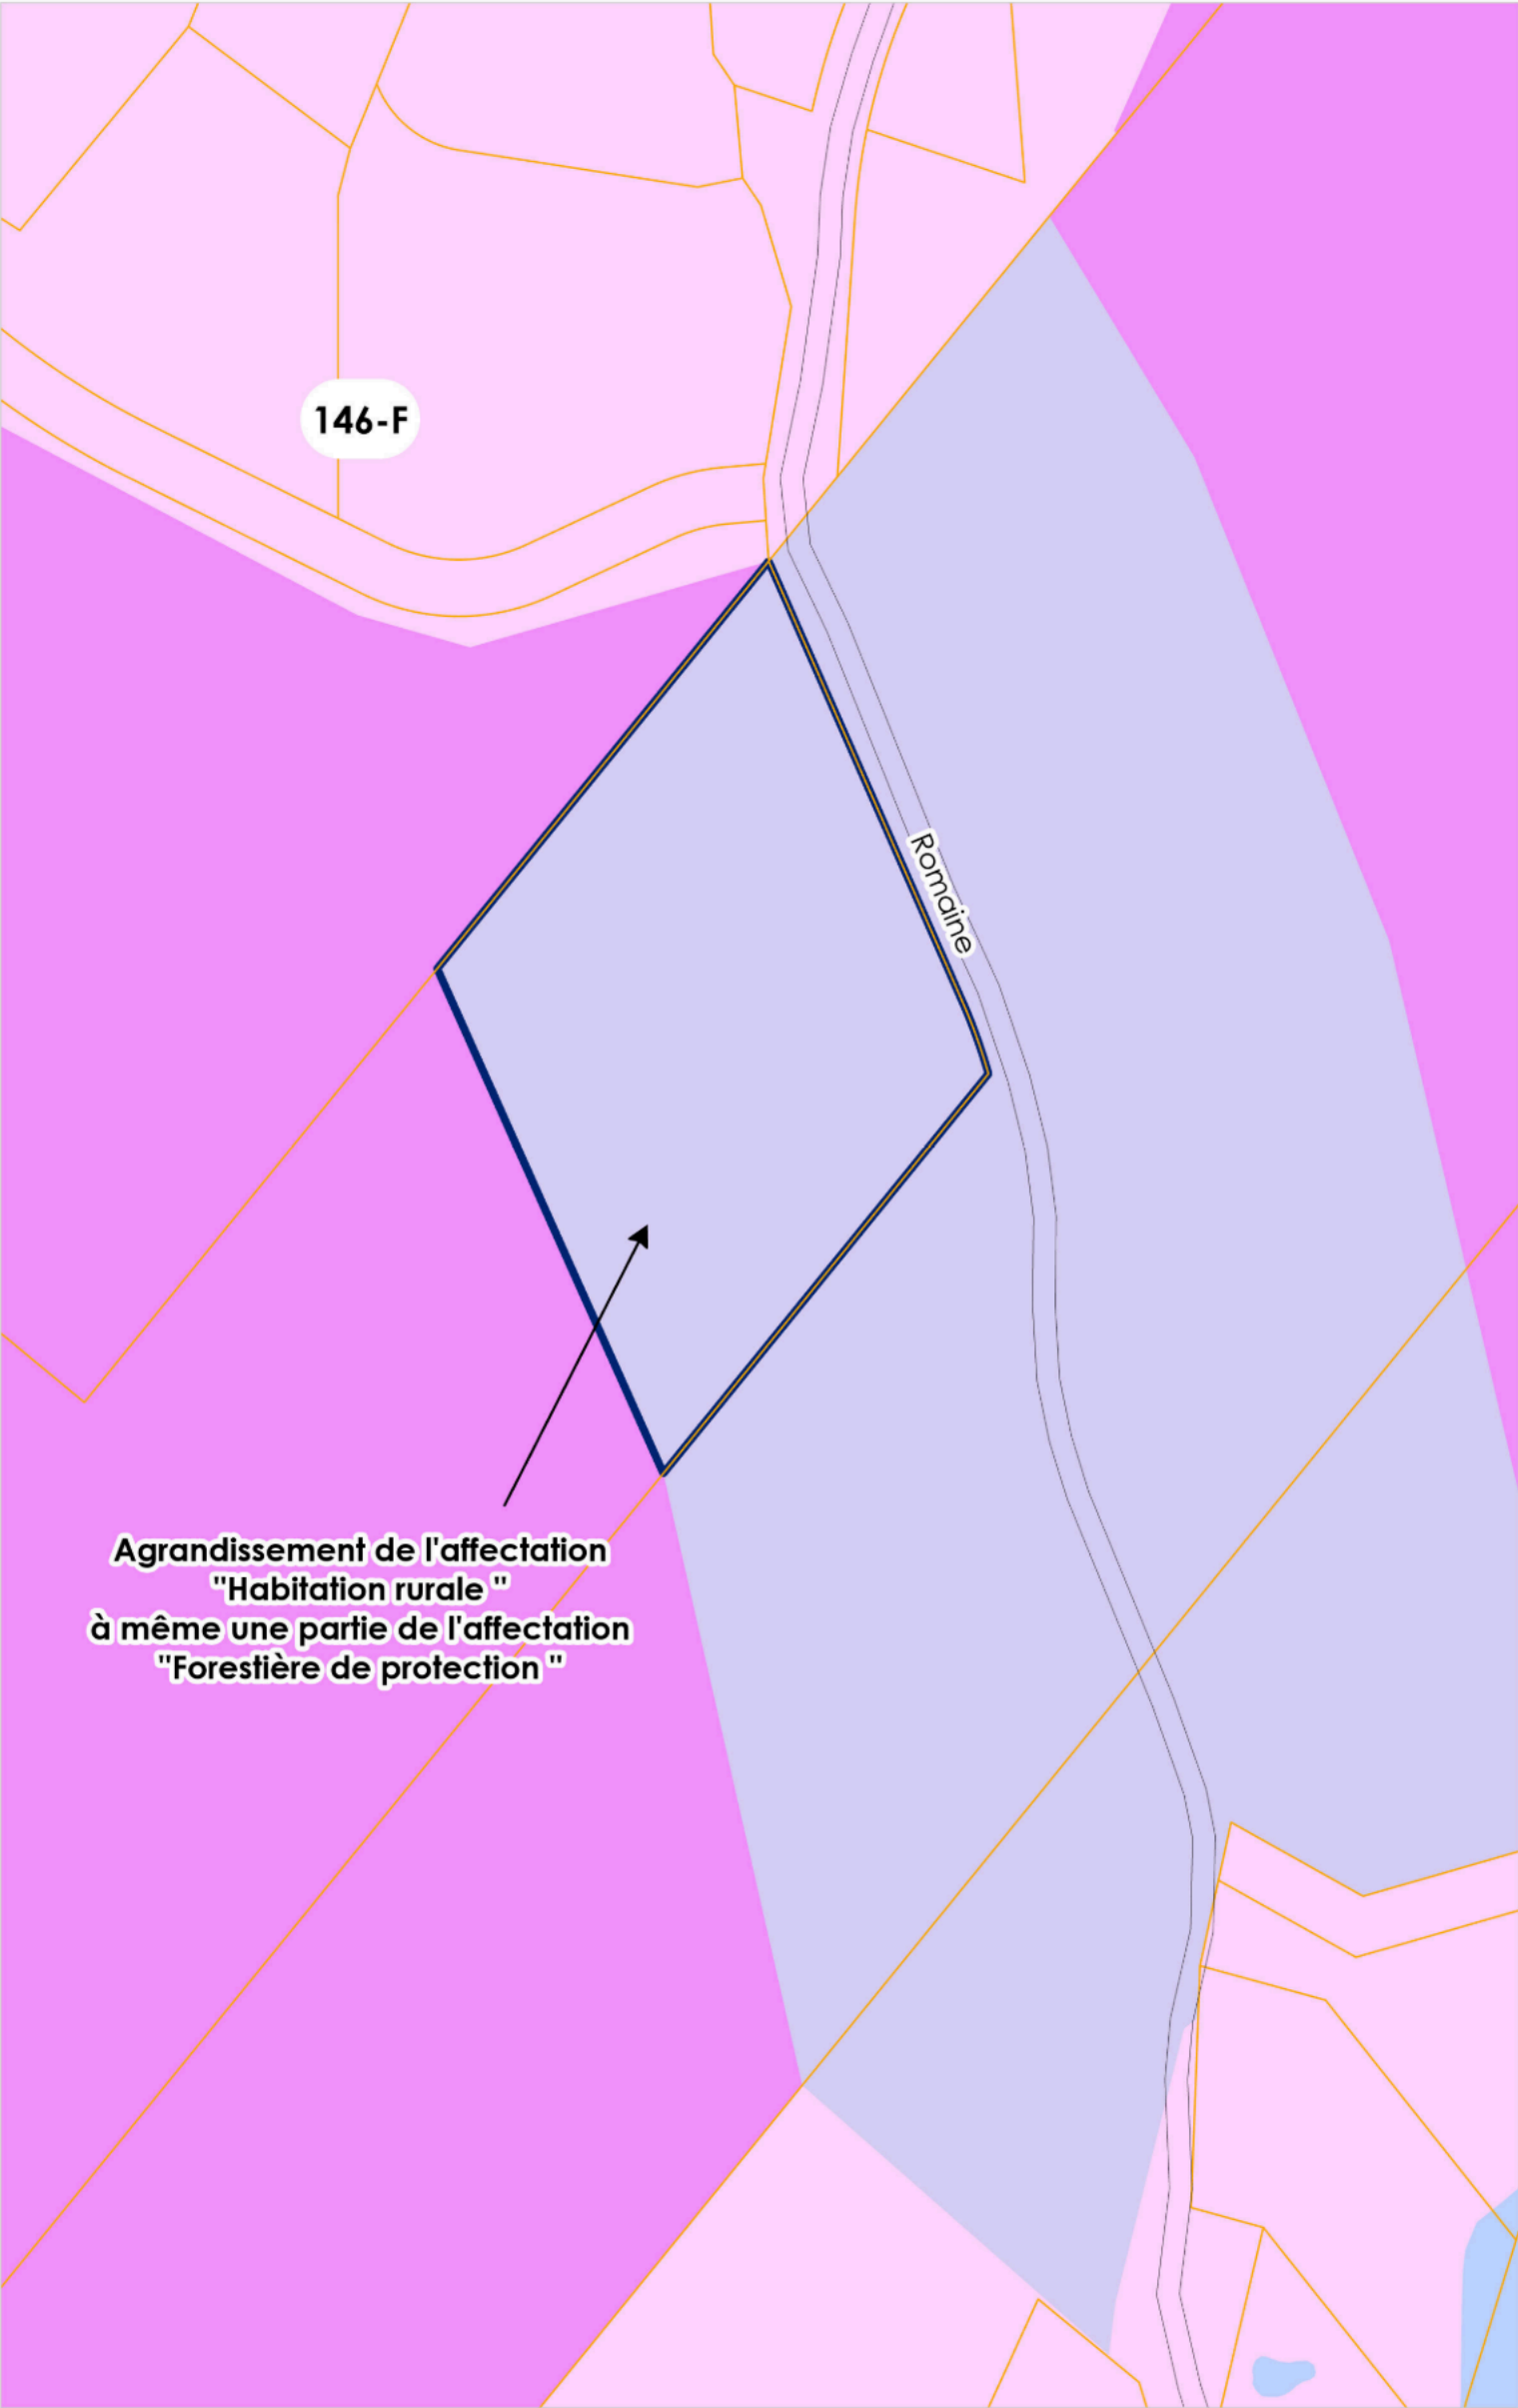 146-F
Romaine
Agrandissement de l'affectation
"Habitation rurale "
à même une partie de l'affectation
"Forestière de protection "